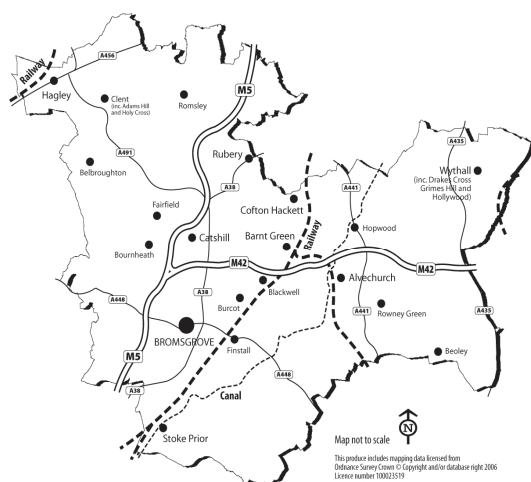 A456
Railway
Hagley
Clent
(inc. Adams Hill
and Holy Cross)
Romsley
M5
A435
A491
Rubery
Belbroughton
A38
A441
Wythall
(inc. Drakes Cross
Grimes Hill and
Hollywood)
Cofton Hackett
Fairfield
Hopwood
Catshill
Barnt Green
Railway
Bournheath
M42
M42
Alvechurch
Blackwell
A448
A38
Burcot
Rowney Green
A441
A435
BROMSGROVE
Finstall
Beoley
M5
A448
A38
Canal
Stoke Prior
Map not to scale
N
This produce includes mapping data licensed from
Ordnance Survey Crown © Copyright and/or database right 2006
Licence number 100023519